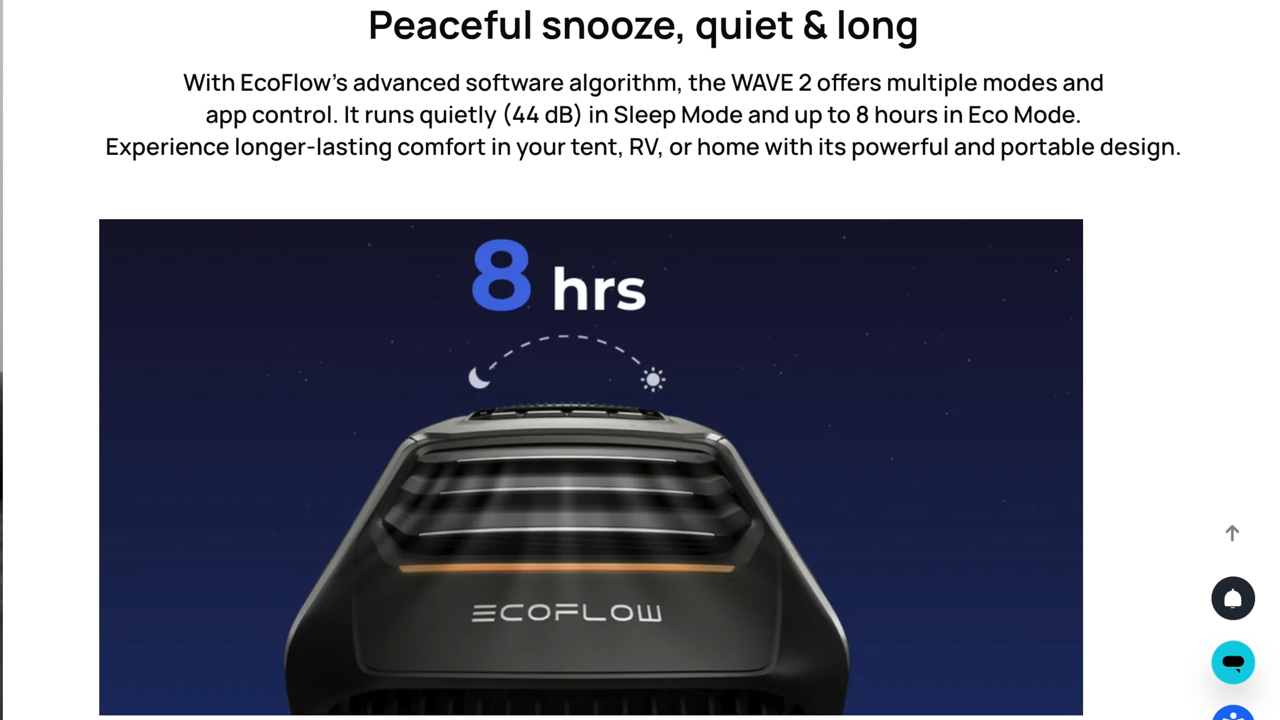 Peaceful snooze, quiet & long
With EcoFlow’s advanced software algorithm, the WAVE 2 offers multiple modes and
app control. It runs quietly (44 dB) in Sleep Mode and up to 8 hours in Eco Mode.
Experience longer-lasting comfort in your tent, RV, or home with its powerful and portable design.
8 hrs
ECOFLOW